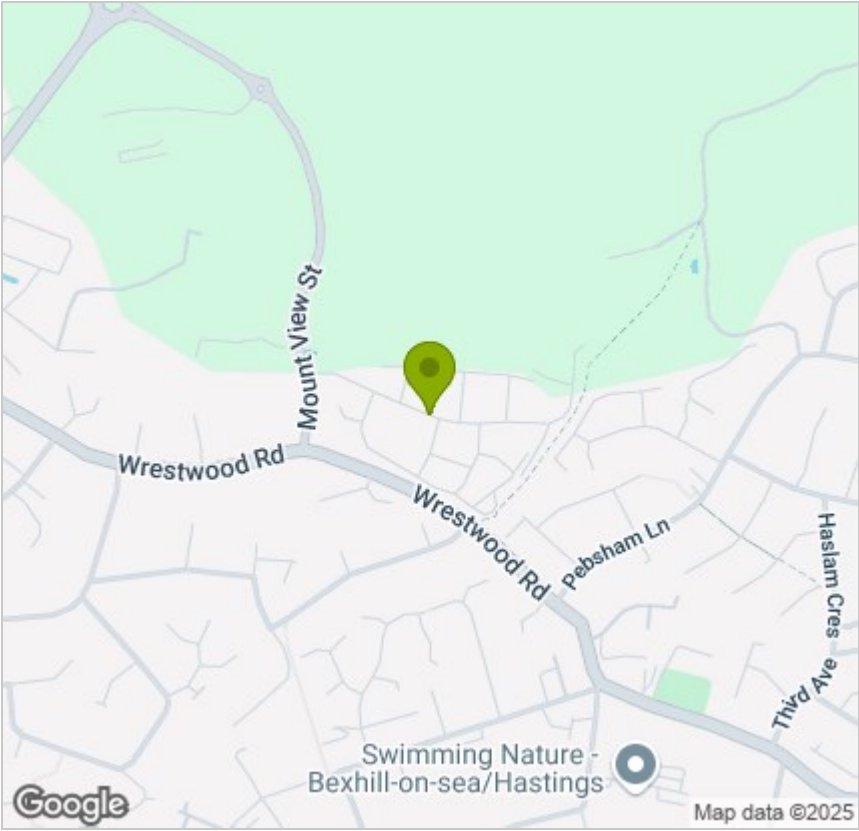 Mount View St
Wrestwood Rd
Wrestwood Rd
Pebsham Ln
Haslam Cres
Third Ave
Swimming Nature -
Bexhill-on-sea/Hastings
Google
Map data ©2025